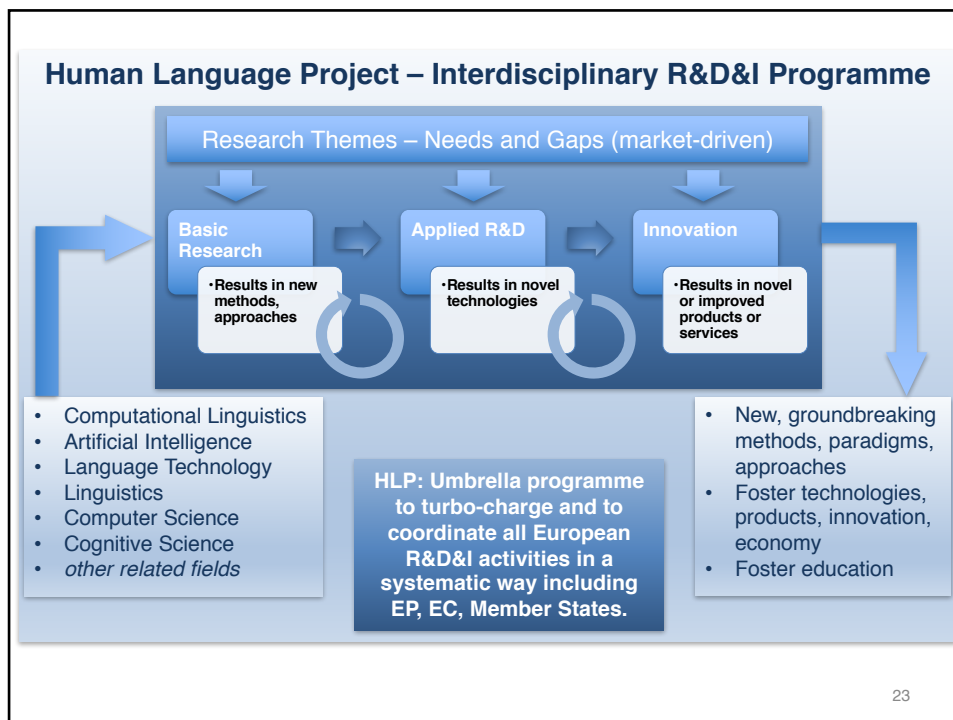 Human Language Project – Interdisciplinary R&D&I Programme
Research Themes – Needs and Gaps (market-driven)
Basic
Research
•Results in new
methods,
approaches
Applied R&D
•Results in novel
technologies
Innovation
•Results in novel
or improved
products or
services
• Computational Linguistics
• Artificial Intelligence
• Language Technology
• Linguistics
• Computer Science
• Cognitive Science
• other related fields
HLP: Umbrella programme
to turbo-charge and to
coordinate all European
R&D&I activities in a
systematic way including
EP, EC, Member States.
• New, groundbreaking
methods, paradigms,
approaches
• Foster technologies,
products, innovation,
economy
• Foster education
23